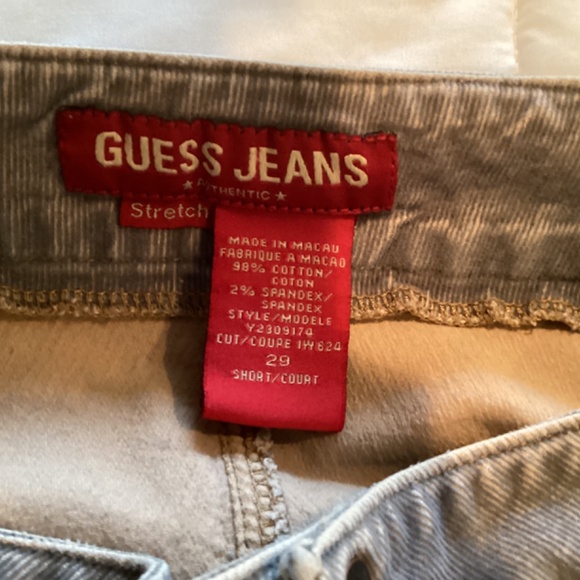 GUESS JEANS
★ AUTHENTIC ★
Stretch
MADE IN MACAU
FABRIQUE A MACAO
98% COTTON/
COTON
2% SPANDEX/
SPANDEX
STYLE/MODELE
Y2309174
CUT/COUPE 1W824
29
SHORT/COURT